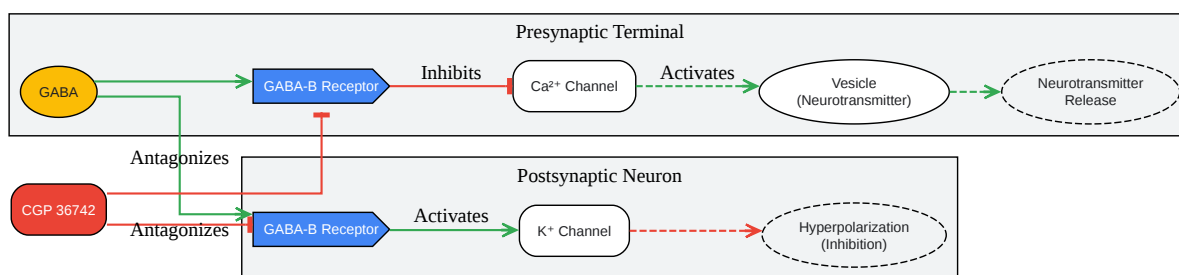 Presynaptic Terminal
GABA
GABA-B Receptor
Inhibits
Ca²⁺ Channel
Activates
Vesicle
(Neurotransmitter)
Neurotransmitter
Release
Antagonizes
CGP 36742
Antagonizes
Postsynaptic Neuron
GABA-B Receptor
Activates
K⁺ Channel
Hyperpolarization
(Inhibition)